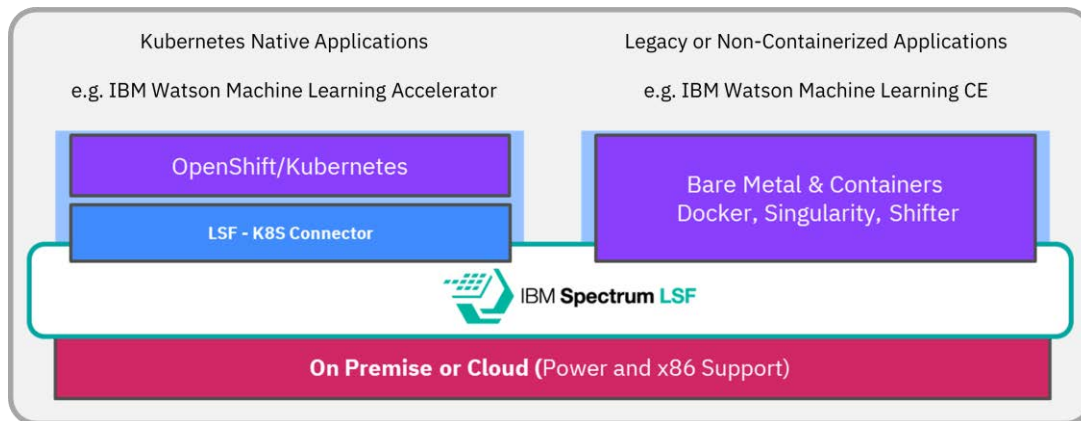 Kubernetes Native Applications
e.g. IBM Watson Machine Learning Accelerator
OpenShift/Kubernetes
LSF - K8S Connector
Legacy or Non-Containerized Applications
e.g. IBM Watson Machine Learning CE
Bare Metal & Containers
Docker, Singularity, Shifter
IBM Spectrum LSF
On Premise or Cloud (Power and x86 Support)